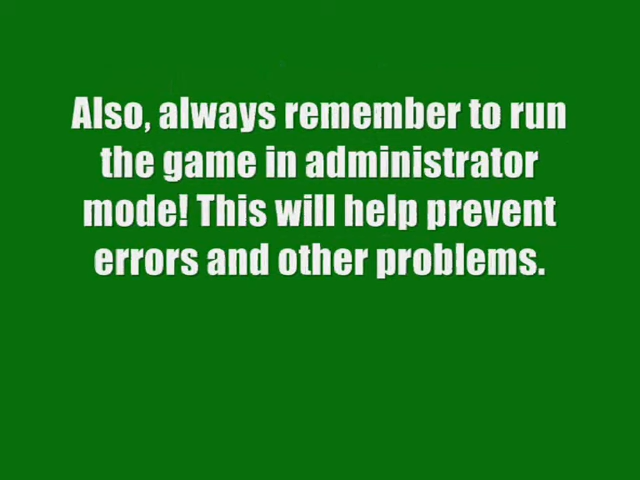 Also, always remember to run
the game in administrator
mode! This will help prevent
errors and other problems.